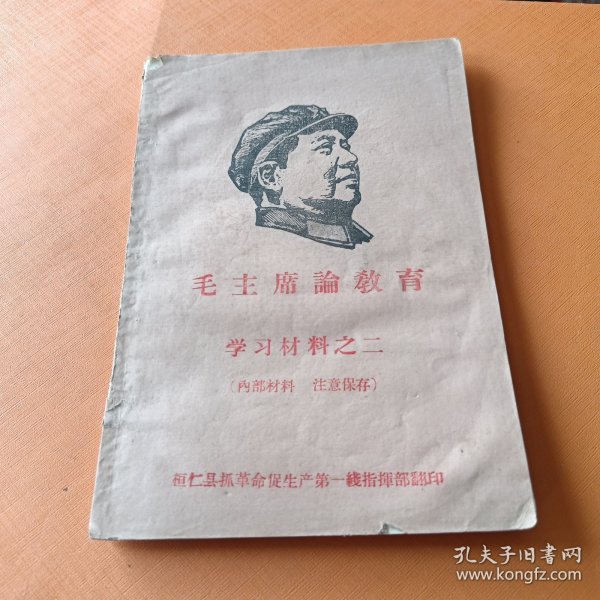 毛主席論敎育
学习材料之二
（内部材料　注意保存）
桓仁县抓革命促生产第一綫指揮部翻印
孔夫子旧书网
www.kongfz.com